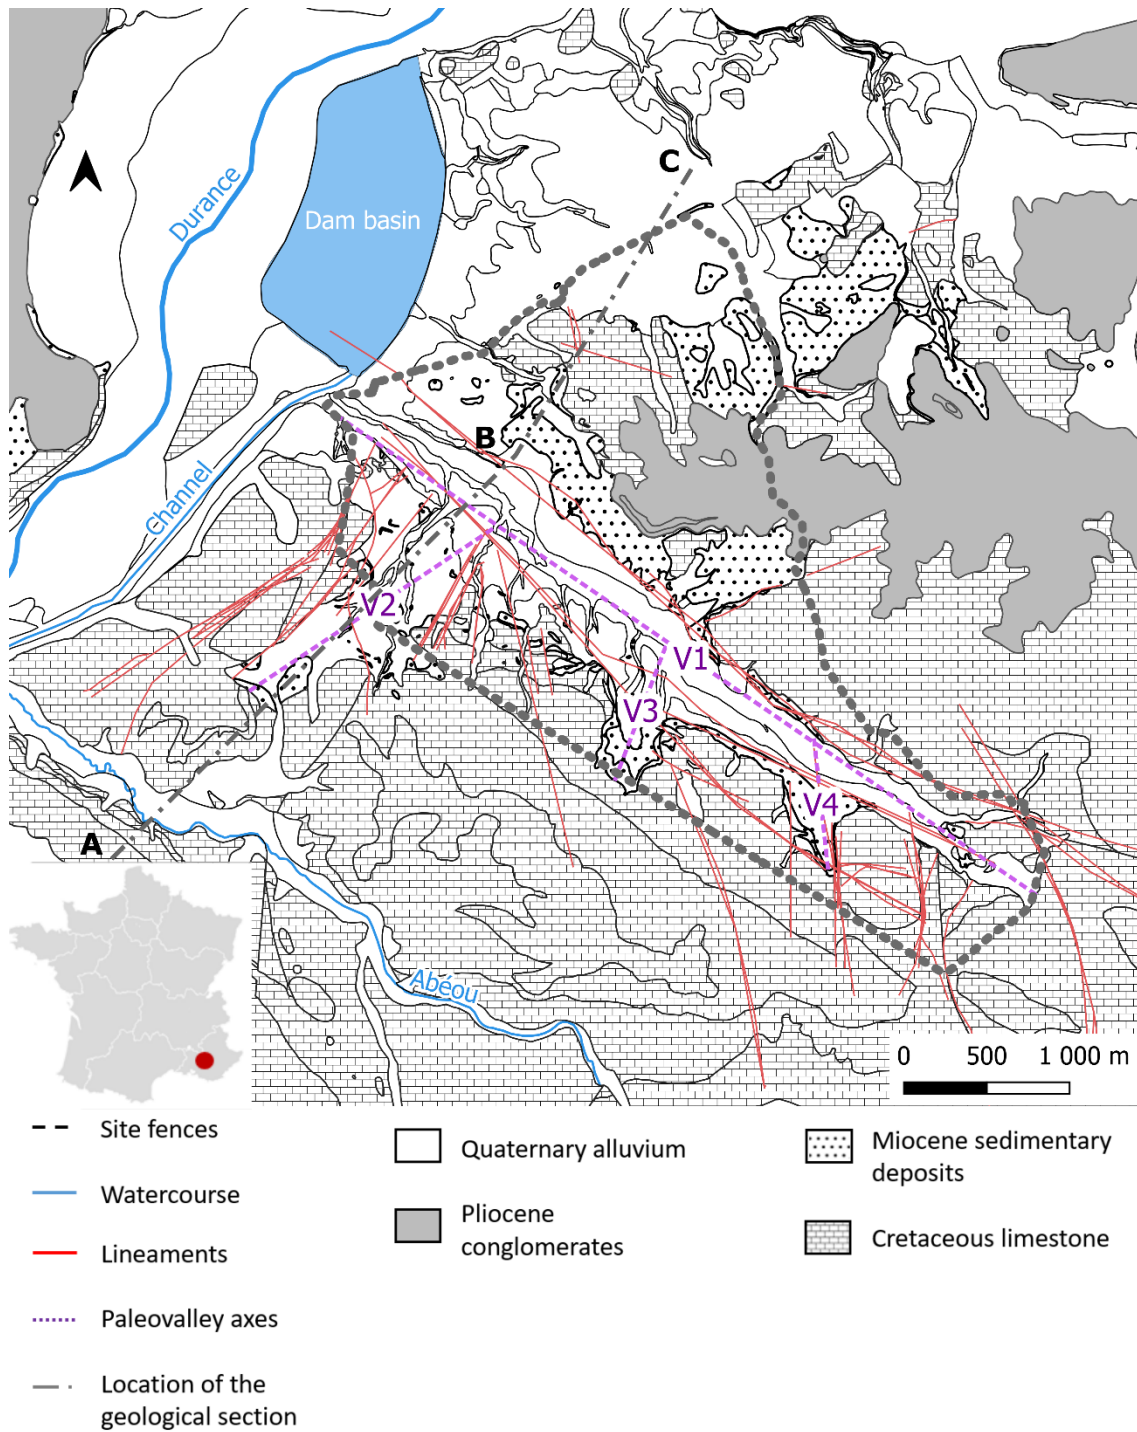 C
Durance
Dam basin
B
Channel
V2
V1
V3
V4
A
Abéou
0 500 1 000 m
Site fences
Watercourse
Lineaments
Paleovalley axes
Location of the
geological section
Quaternary alluvium
Pliocene
conglomerates
Miocene sedimentary
deposits
Cretaceous limestone